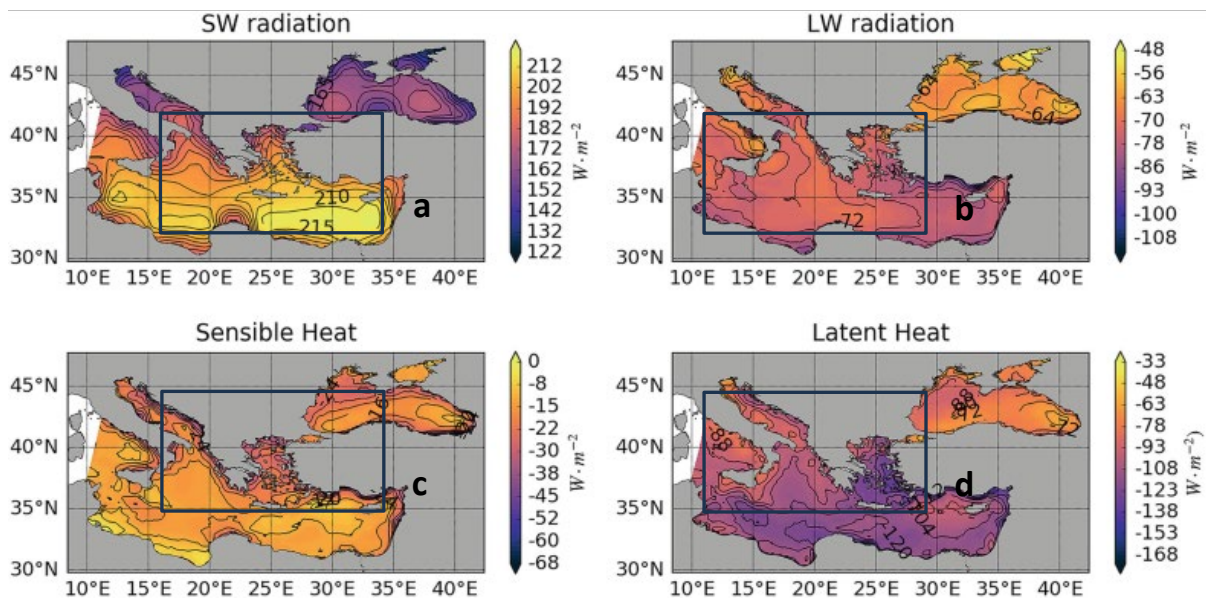 SW radiation
LW radiation
45°N
40°N
35°N
30°N
10°E 15°E 20°E 25°E 30°E 35°E 40°E
163
210
215
a
212
202
192
182
172
162
152
142
132
122
W · m⁻²
45°N
40°N
35°N
30°N
10°E 15°E 20°E 25°E 30°E 35°E 40°E
64
-64
-72
b
-48
-56
-63
-70
-78
-86
-93
-100
-108
W · m⁻²
Sensible Heat
Latent Heat
45°N
40°N
35°N
30°N
10°E 15°E 20°E 25°E 30°E 35°E 40°E
c
0
-8
-15
-22
-30
-38
-45
-52
-60
-68
W · m⁻²
45°N
40°N
35°N
30°N
10°E 15°E 20°E 25°E 30°E 35°E 40°E
88
-72
104
120
d
-33
-48
-63
-78
-93
-108
-123
-138
-153
-168
W · m⁻²)